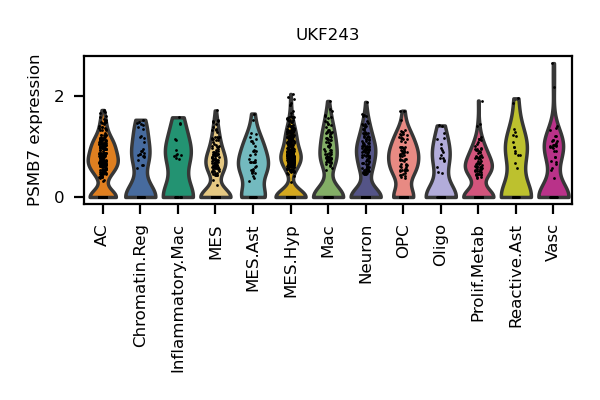 UKF243
PSMB7 expression
2
0
AC
Chromatin.Reg
Inflammatory.Mac
MES
MES.Ast
MES.Hyp
Mac
Neuron
OPC
Oligo
Prolif.Metab
Reactive.Ast
Vasc